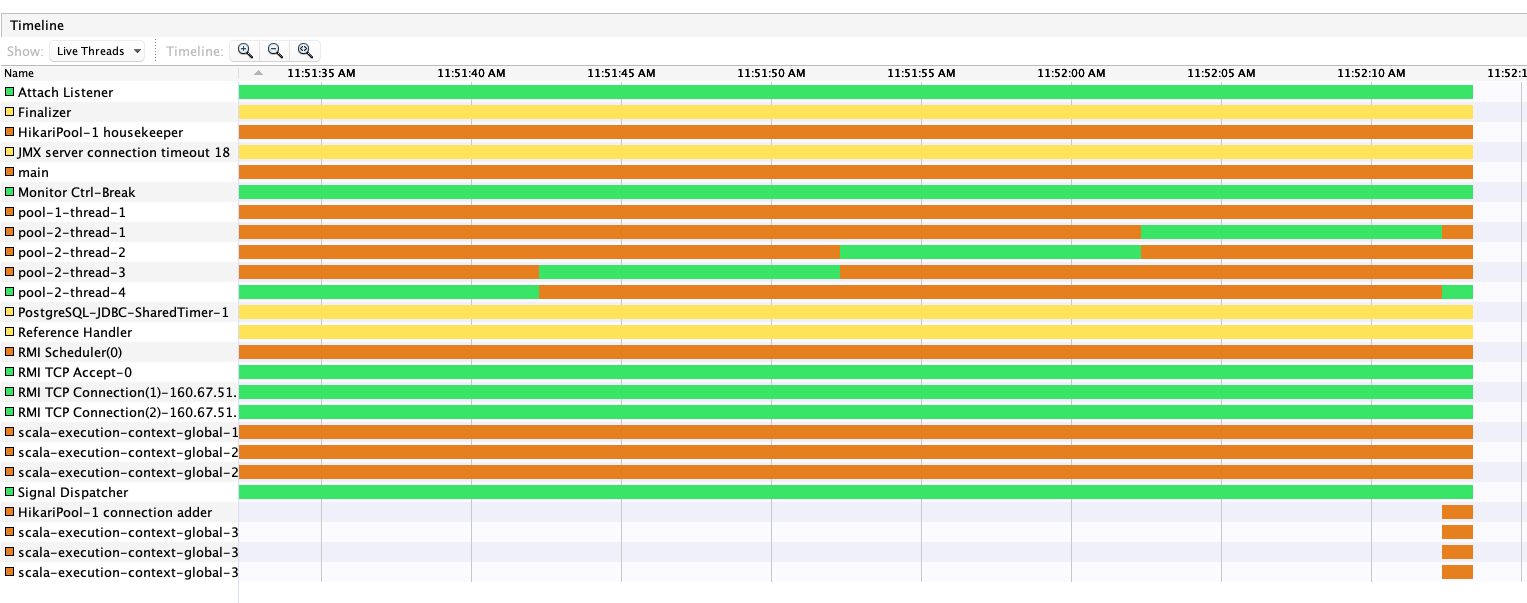 Timeline
Show: Live Threads Timeline:
Name 11:51:35 AM 11:51:40 AM 11:51:45 AM 11:51:50 AM 11:51:55 AM 11:52:00 AM 11:52:05 AM 11:52:10 AM 11:52:1
Attach Listener
Finalizer
HikariPool-1 housekeeper
JMX server connection timeout 18
main
Monitor Ctrl-Break
pool-1-thread-1
pool-2-thread-1
pool-2-thread-2
pool-2-thread-3
pool-2-thread-4
PostgreSQL-JDBC-SharedTimer-1
Reference Handler
RMI Scheduler(0)
RMI TCP Accept-0
RMI TCP Connection(1)-160.67.51.
RMI TCP Connection(2)-160.67.51.
scala-execution-context-global-1
scala-execution-context-global-2
scala-execution-context-global-2
Signal Dispatcher
HikariPool-1 connection adder
scala-execution-context-global-3
scala-execution-context-global-3
scala-execution-context-global-3